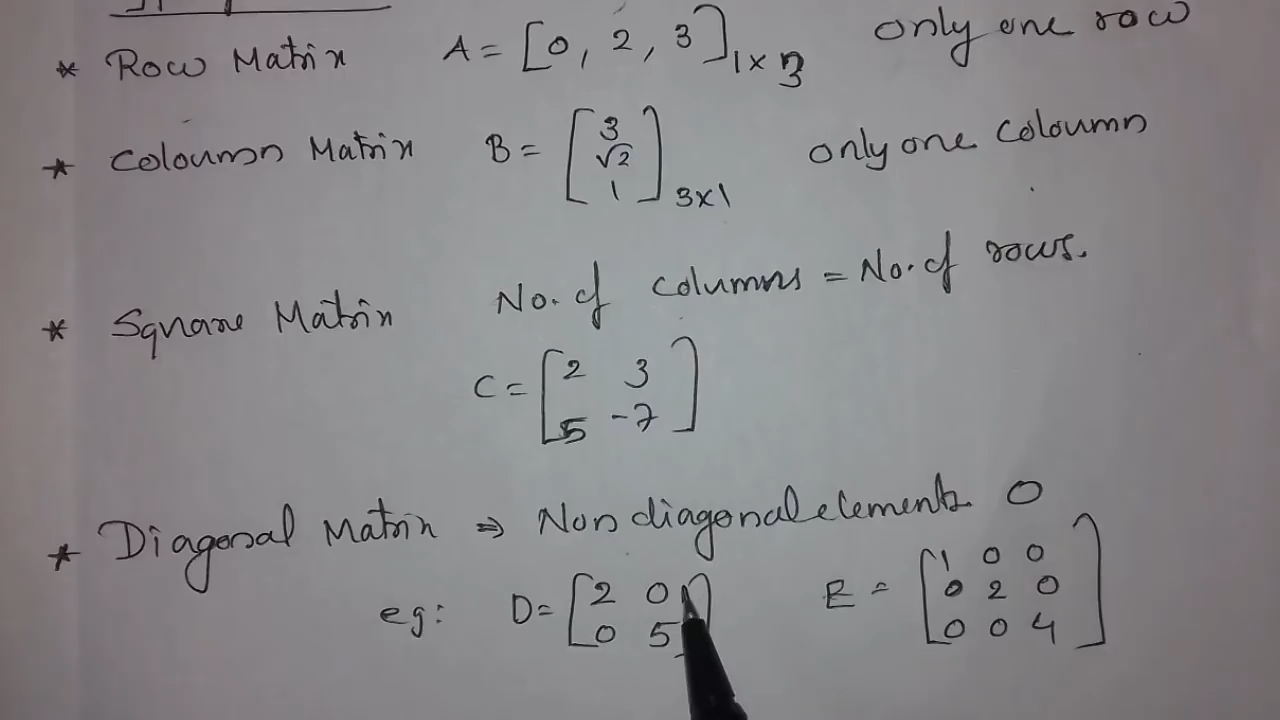 * Row Matrix A = [0, 2, 3]1×3 only one row
* Coloumn Matrix B = [3 √2 1]3×1 only one coloumn
* Square Matrix No. of columns = No. of rows.
C = [2 3
5 -7]
* Diagonal Matrix ⇒ Non diagonal elements 0
eg: D = [2 0 E = [1 0 0
0 5] 0 2 0
0 0 4]